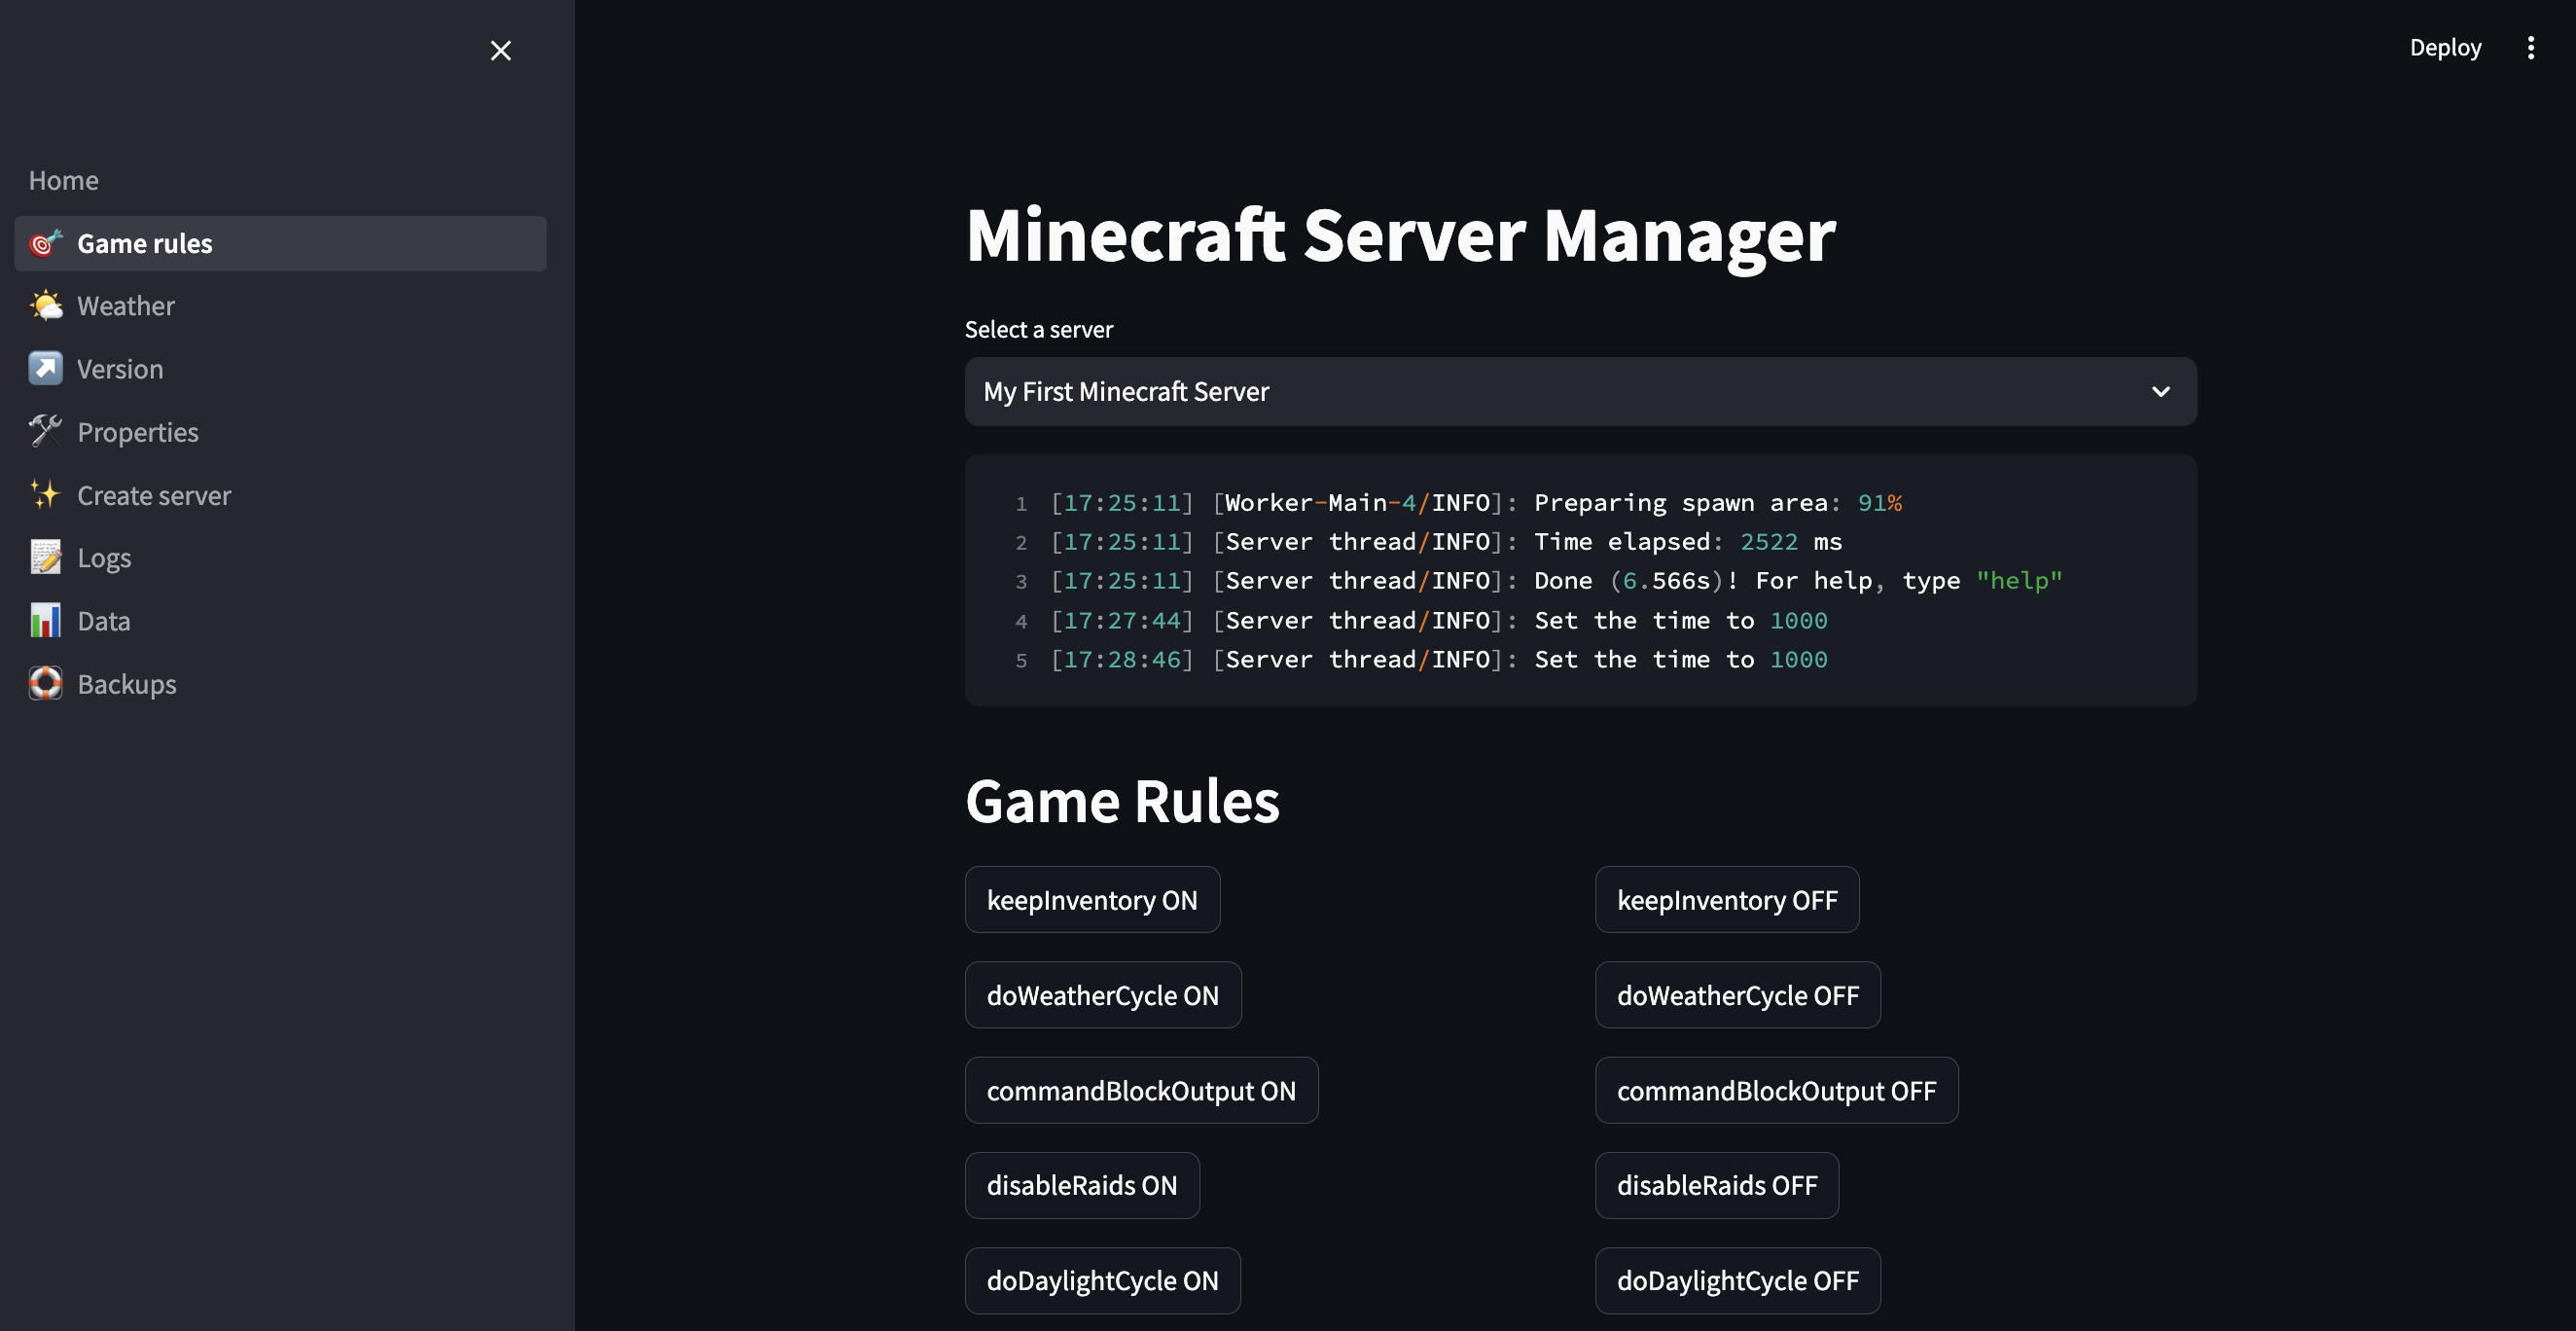 Deploy
Home
Game rules
Weather
Version
Properties
Create server
Logs
Data
Backups
Minecraft Server Manager
Select a server
My First Minecraft Server
1 [17:25:11] [Worker-Main-4/INFO]: Preparing spawn area: 91%
2 [17:25:11] [Server thread/INFO]: Time elapsed: 2522 ms
3 [17:25:11] [Server thread/INFO]: Done (6.566s)! For help, type "help"
4 [17:27:44] [Server thread/INFO]: Set the time to 1000
5 [17:28:46] [Server thread/INFO]: Set the time to 1000
Game Rules
keepInventory ON
keepInventory OFF
doWeatherCycle ON
doWeatherCycle OFF
commandBlockOutput ON
commandBlockOutput OFF
disableRaids ON
disableRaids OFF
doDaylightCycle ON
doDaylightCycle OFF